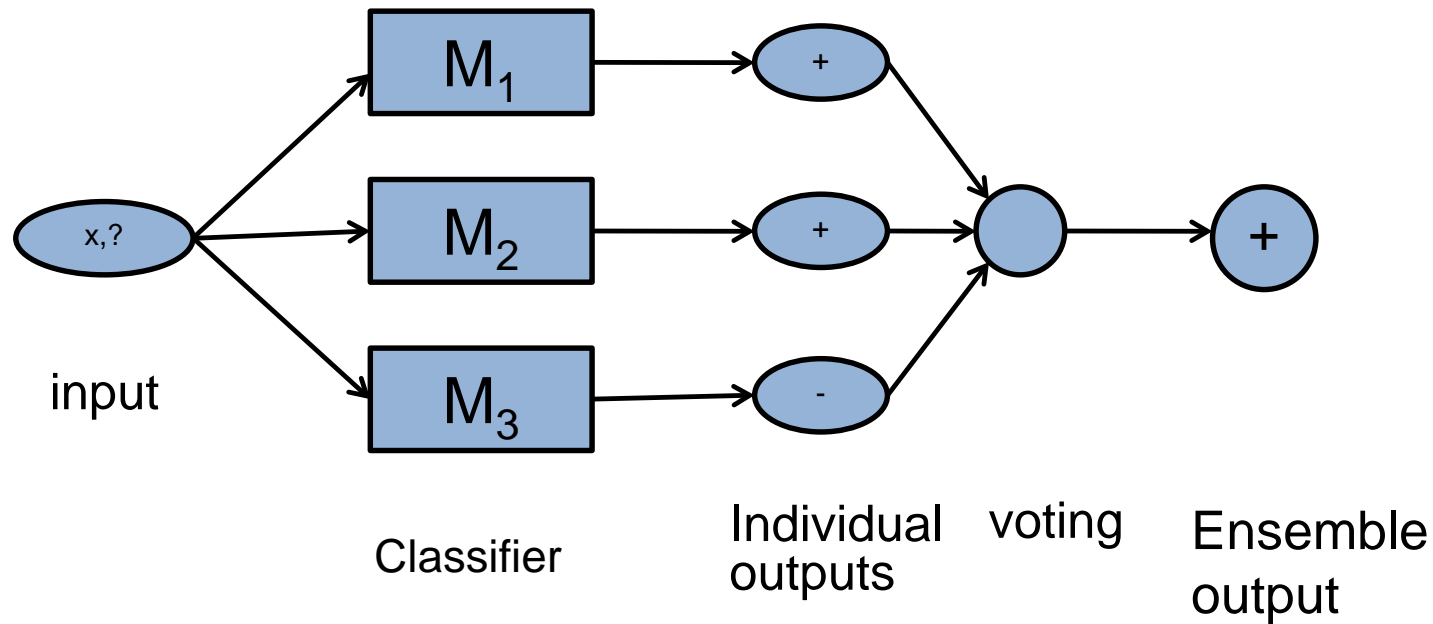 M1
+
x,?
M2
+
+
input
M3
-
Classifier
Individual outputs
voting
Ensemble output